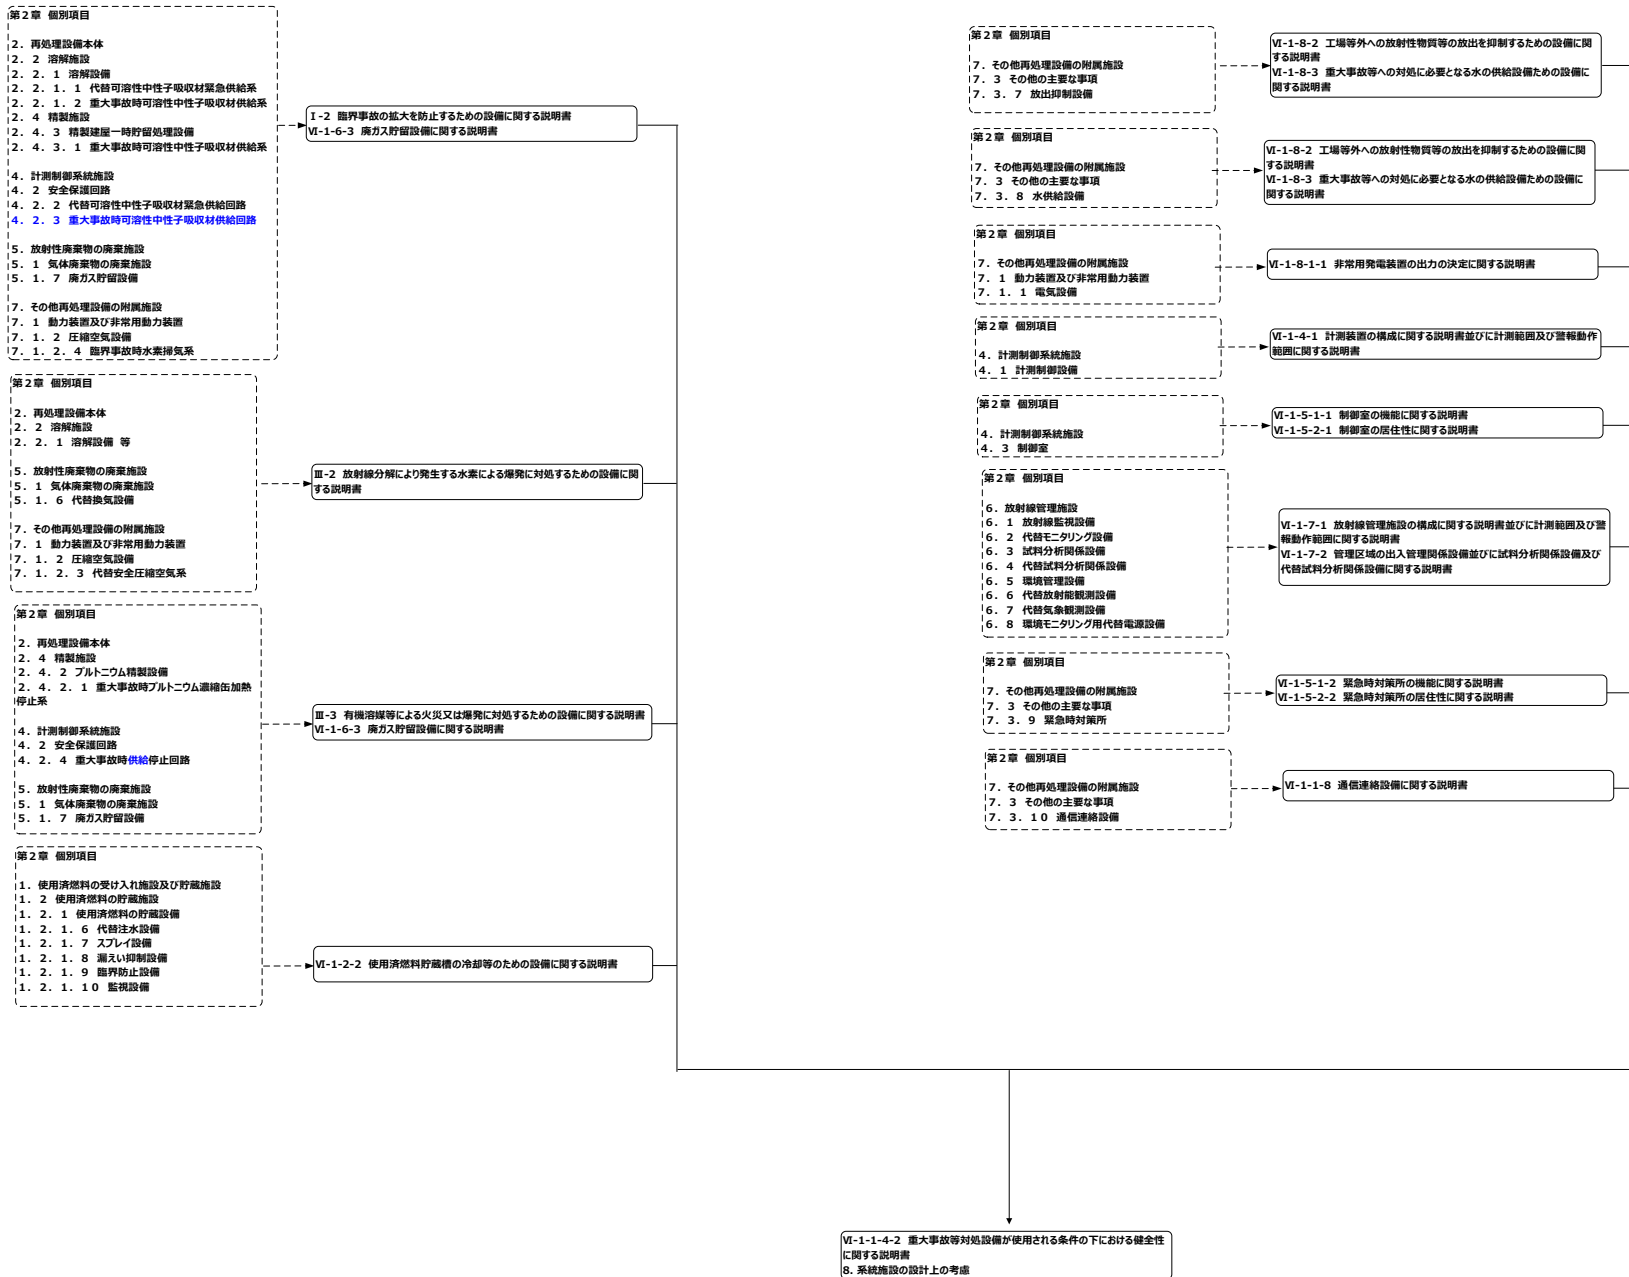 第２章 個別項目
２．再処理設備本体
２．２ 溶解施設
２．２．１ 溶解設備
２．２．１．１ 代替可溶性中性子吸収材緊急供給系
２．２．１．２ 重大事故時可溶性中性子吸収材供給系
２．４ 精製施設
２．４．３ 精製建屋一時貯留処理設備
２．４．３．１ 重大事故時可溶性中性子吸収材供給系
４．計測制御系統施設
４．２ 安全保護回路
４．２．２ 代替可溶性中性子吸収材緊急供給回路
４．２．３ 重大事故時可溶性中性子吸収材供給回路
５．放射性廃棄物の廃棄施設
５．１ 気体廃棄物の廃棄施設
５．１．７ 廃ガス貯留設備
７．その他再処理設備の附属施設
７．１ 動力装置及び非常用動力装置
７．１．２ 圧縮空気設備
７．１．２．４ 臨界事故時水素掃気系
Ⅰ-2 臨界事故の拡大を防止するための設備に関する説明書
Ⅵ-1-6-3 廃ガス貯留設備に関する説明書
第２章 個別項目
２．再処理設備本体
２．２ 溶解施設
２．２．１ 溶解設備 等
５．放射性廃棄物の廃棄施設
５．１ 気体廃棄物の廃棄施設
５．１．６ 代替換気設備
７．その他再処理設備の附属施設
７．１ 動力装置及び非常用動力装置
７．１．２ 圧縮空気設備
７．１．２．３ 代替安全圧縮空気系
Ⅲ-2 放射線分解により発生する水素による爆発に対処するための設備に関
する説明書
第２章 個別項目
２．再処理設備本体
２．４ 精製施設
２．４．２ プルトニウム精製設備
２．４．２．１ 重大事故時プルトニウム濃縮缶加熱
停止系
４．計測制御系統施設
４．２ 安全保護回路
４．２．４ 重大事故時供給停止回路
５．放射性廃棄物の廃棄施設
５．１ 気体廃棄物の廃棄施設
５．１．７ 廃ガス貯留設備
Ⅲ-3 有機溶媒等による火災又は爆発に対処するための設備に関する説明書
Ⅵ-1-6-3 廃ガス貯留設備に関する説明書
第２章 個別項目
１．使用済燃料の受け入れ施設及び貯蔵施設
１．２ 使用済燃料の貯蔵施設
１．２．１ 使用済燃料の貯蔵設備
１．２．１．６ 代替注水設備
１．２．１．７ スプレイ設備
１．２．１．８ 漏えい抑制設備
１．２．１．９ 臨界防止設備
１．２．１．１０ 監視設備
Ⅵ-1-2-2 使用済燃料貯蔵槽の冷却等のための設備に関する説明書
第２章 個別項目
７．その他再処理設備の附属施設
７．３ その他の主要な事項
７．３．７ 放出抑制設備
Ⅵ-1-8-2 工場等外への放射性物質等の放出を抑制するための設備に関
する説明書
Ⅵ-1-8-3 重大事故等への対処に必要となる水の供給設備ための設備に
関する説明書
第２章 個別項目
７．その他再処理設備の附属施設
７．３ その他の主要な事項
７．３．８ 水供給設備
Ⅵ-1-8-2 工場等外への放射性物質等の放出を抑制するための設備に関
する説明書
Ⅵ-1-8-3 重大事故等への対処に必要となる水の供給設備ための設備に
関する説明書
第２章 個別項目
７．その他再処理設備の附属施設
７．１ 動力装置及び非常用動力装置
７．１．１ 電気設備
Ⅵ-1-8-1-1 非常用発電装置の出力の決定に関する説明書
第２章 個別項目
４．計測制御系統施設
４．１ 計測制御設備
Ⅵ-1-4-1 計測装置の構成に関する説明書並びに計測範囲及び警報動作
範囲に関する説明書
第２章 個別項目
４．計測制御系統施設
４．３ 制御室
Ⅵ-1-5-1-1 制御室の機能に関する説明書
Ⅵ-1-5-2-1 制御室の居住性に関する説明書
第２章 個別項目
６．放射線管理施設
６．１ 放射線監視設備
６．２ 代替モニタリング設備
６．３ 試料分析関係設備
６．４ 代替試料分析関係設備
６．５ 環境管理設備
６．６ 代替放射能観測設備
６．７ 代替気象観測設備
６．８ 環境モニタリング用代替電源設備
Ⅵ-1-7-1 放射線管理施設の構成に関する説明書並びに計測範囲及び警
報動作範囲に関する説明書
Ⅵ-1-7-2 管理区域の出入管理関係設備並びに試料分析関係設備及び
代替試料分析関係設備に関する説明書
第２章 個別項目
７．その他再処理設備の附属施設
７．３ その他の主要な事項
７．３．９ 緊急時対策所
Ⅵ-1-5-1-2 緊急時対策所の機能に関する説明書
Ⅵ-1-5-2-2 緊急時対策所の居住性に関する説明書
第２章 個別項目
７．その他再処理設備の附属施設
７．３ その他の主要な事項
７．３．１０ 通信連絡設備
Ⅵ-1-1-8 通信連絡設備に関する説明書
Ⅵ-1-1-4-2 重大事故等対処設備が使用される条件の下における健全性
に関する説明書
8. 系統施設の設計上の考慮